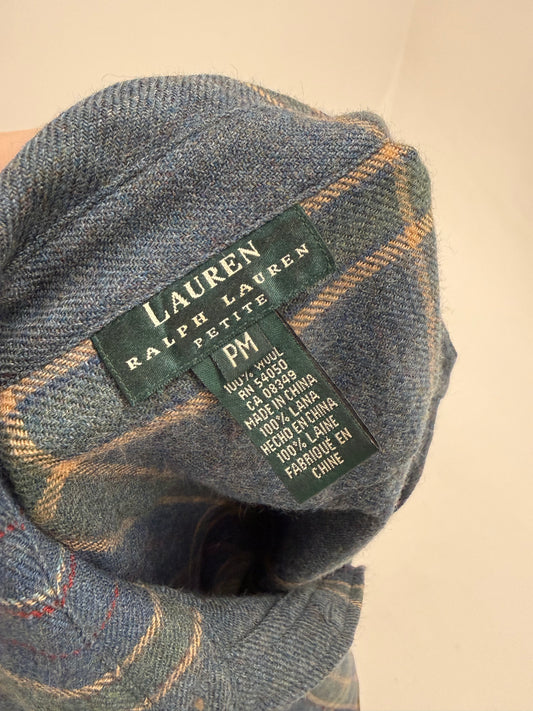 LAUREN
RALPH LAUREN
PETITE
PM
100% WOOL
RN 54050
CA 08349
MADE IN CHINA
100% LANA
HECHO EN CHINA
100% LAINE
FABRIQUÉ EN
CHINE